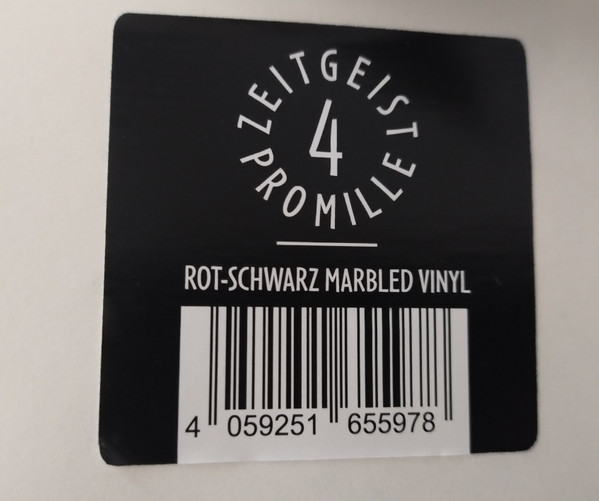 ZEITGEIST
4
PROMILLE
ROT-SCHWARZ MARBLED VINYL
4 059251 655978